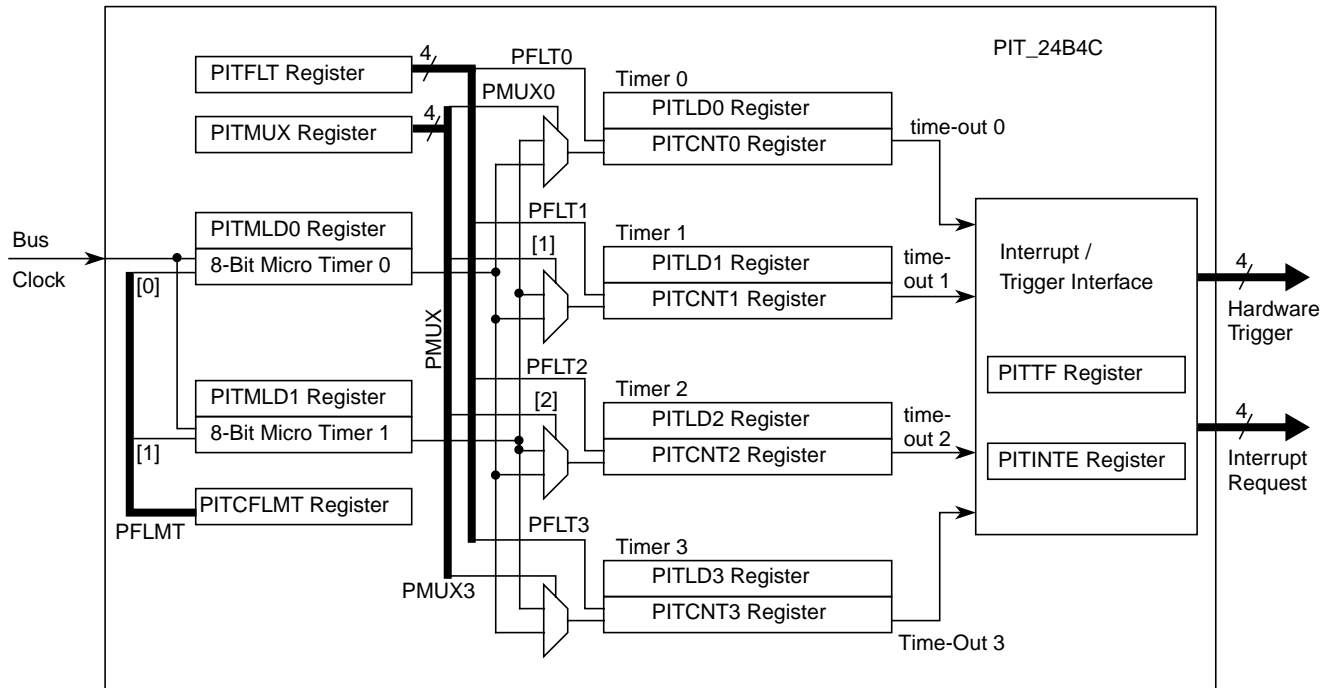 PIT_24B4C
4
PFLT0
PITFLT Register
Timer 0
PMUX0
PITLD0 Register
4
PITMUX Register
time-out 0
PITCNT0 Register
PITMLD0 Register
PFLT1
Timer 1
Bus
Clock
8-Bit Micro Timer 0
[0]
[1]
PITLD1 Register
time-
out 1
PITCNT1 Register
Interrupt /
Trigger Interface
4
Hardware
Trigger
PMUX
PFLT2
Timer 2
PITTF Register
PITMLD1 Register
[2]
PITLD2 Register
time-
out 2
4
8-Bit Micro Timer 1
[1]
PITCNT2 Register
PITINTE Register
Interrupt
Request
PITCFLMT Register
PFLMT
PFLT3
Timer 3
PITLD3 Register
PMUX3
PITCNT3 Register
Time-Out 3